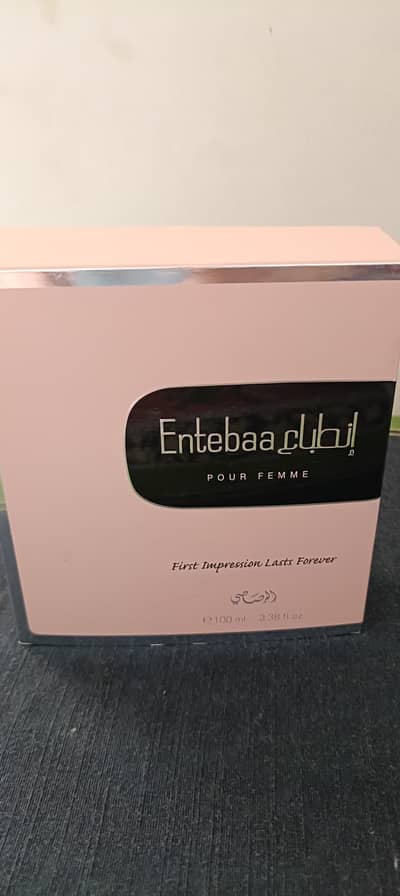 Entebaa إنطباع
POUR FEMME
First Impression Lasts Forever
الرصاصي
℮100 ml 3.38 fl.oz